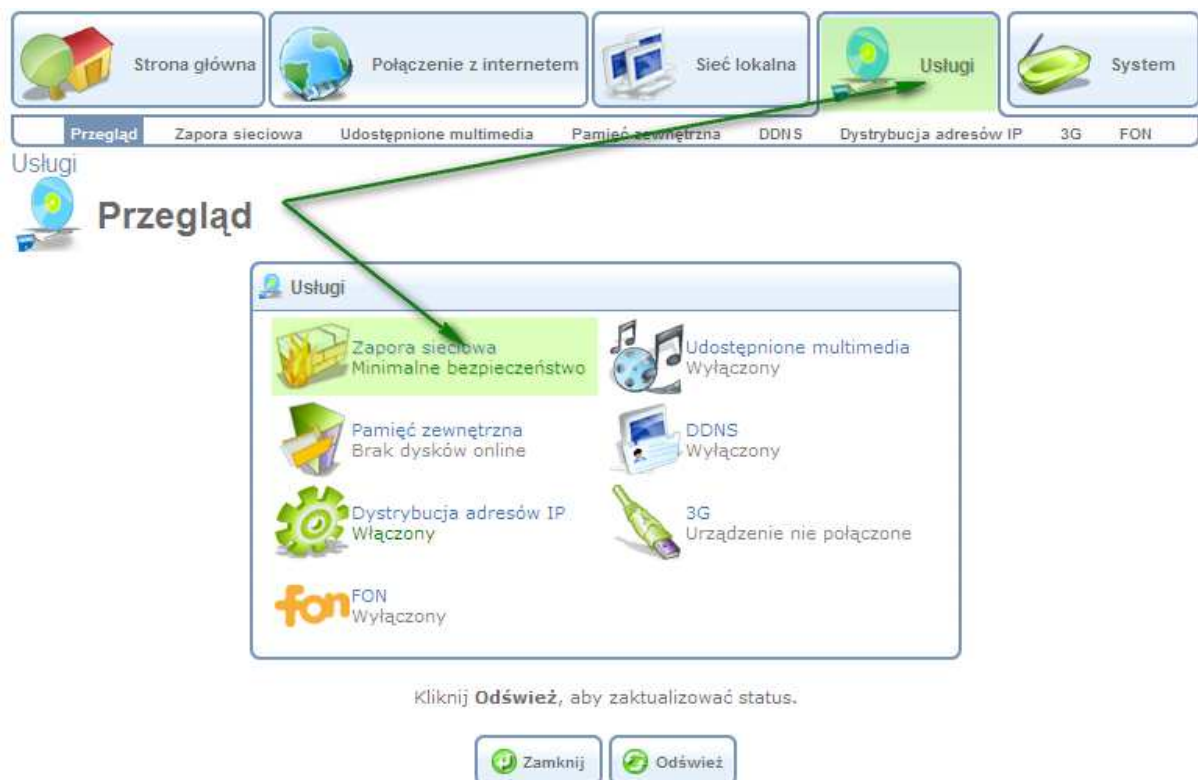 Strona główna
Połączenie z internetem
Sieć lokalna
Usługi
System
Przegląd Zapora sieciowa Udostępnione multimedia Pamięć zewnętrzna DDNS Dystrybucja adresów IP 3G FON
Usługi
Przegląd
Usługi
Zapora sieciowa
Minimalne bezpieczeństwo
Udostępnione multimedia
Wyłączony
Pamięć zewnętrzna
Brak dysków online
DDNS
Wyłączony
Dystrybucja adresów IP
Włączony
3G
Urządzenie nie połączone
fon
FON
Wyłączony
Kliknij Odśwież, aby zaktualizować status.
Zamknij
Odśwież